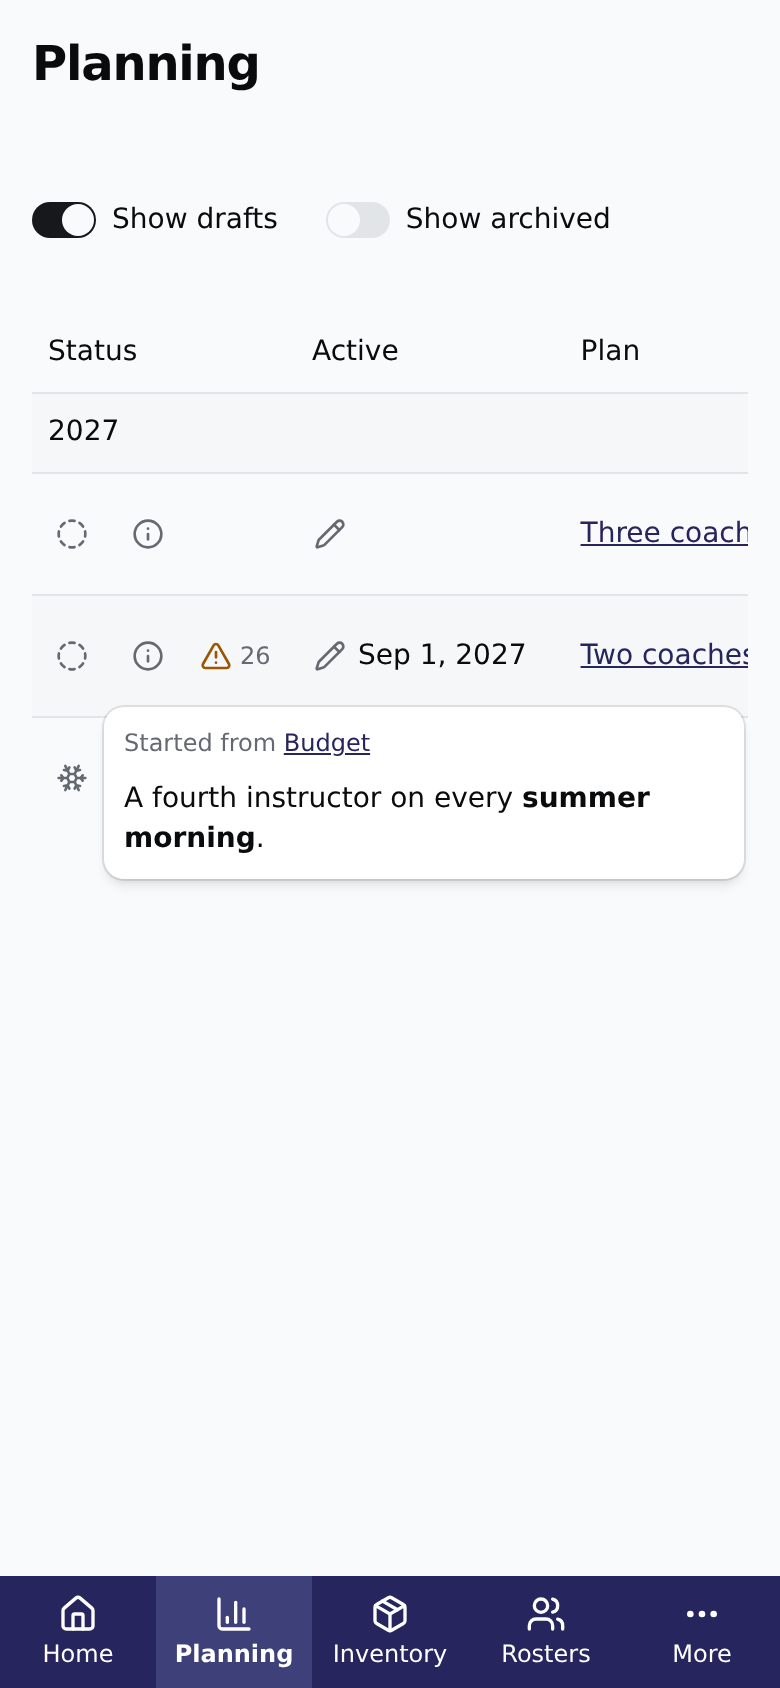 Planning
Show drafts Show archived
Status Active Plan
2027
Three coach
26 Sep 1, 2027 Two coaches
Started from Budget
A fourth instructor on every summer
morning.
Home Planning Inventory Rosters More